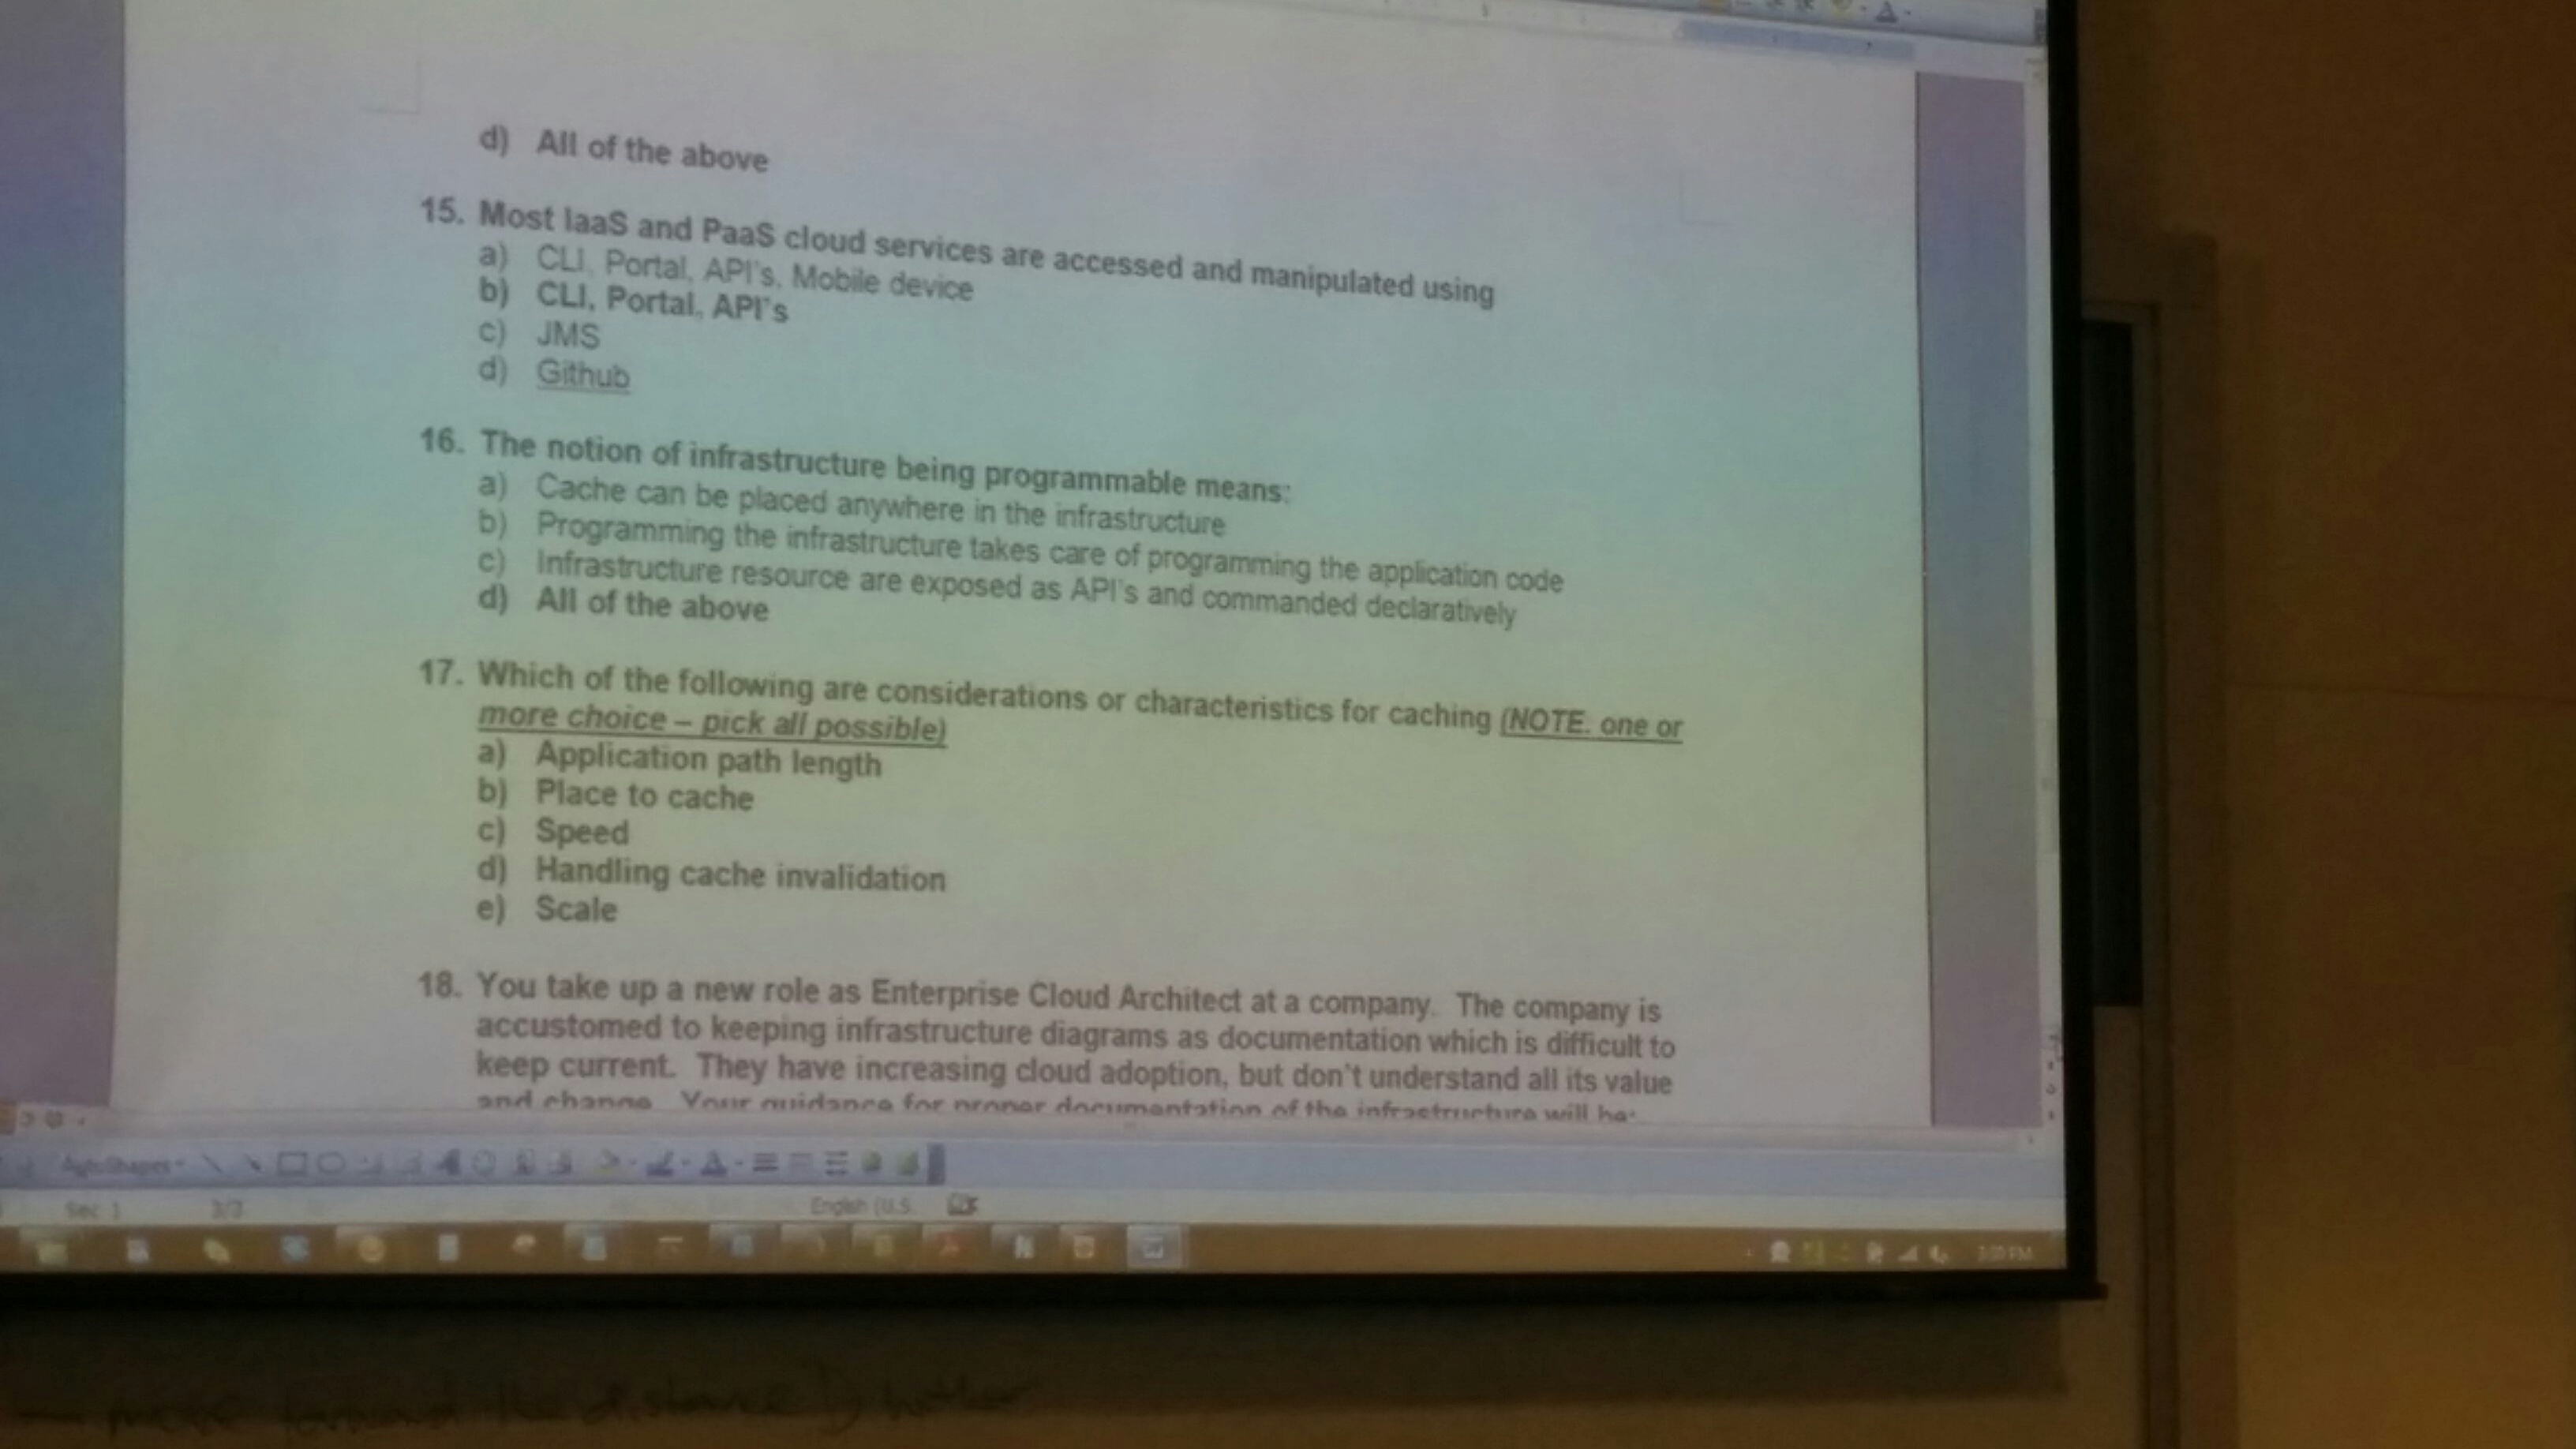 d) All of the above
15. Most IaaS and PaaS cloud services are accessed and manipulated using
a) CLI, Portal, API's, Mobile device
b) CLI, Portal, API's
c) JMS
d) Github
16. The notion of infrastructure being programmable means:
a) Cache can be placed anywhere in the infrastructure
b) Programming the infrastructure takes care of programming the application code
c) Infrastructure resource are exposed as API's and commanded declaratively
d) All of the above
17. Which of the following are considerations or characteristics for caching (NOTE. one or
more choice – pick all possible)
a) Application path length
b) Place to cache
c) Speed
d) Handling cache invalidation
e) Scale
18. You take up a new role as Enterprise Cloud Architect at a company. The company is
accustomed to keeping infrastructure diagrams as documentation which is difficult to
keep current. They have increasing cloud adoption, but don't understand all its value
and change. Your guidance for proper documentation of the infrastructure will be:
AutoShapes
Sec 1 3/3 English (U.S.